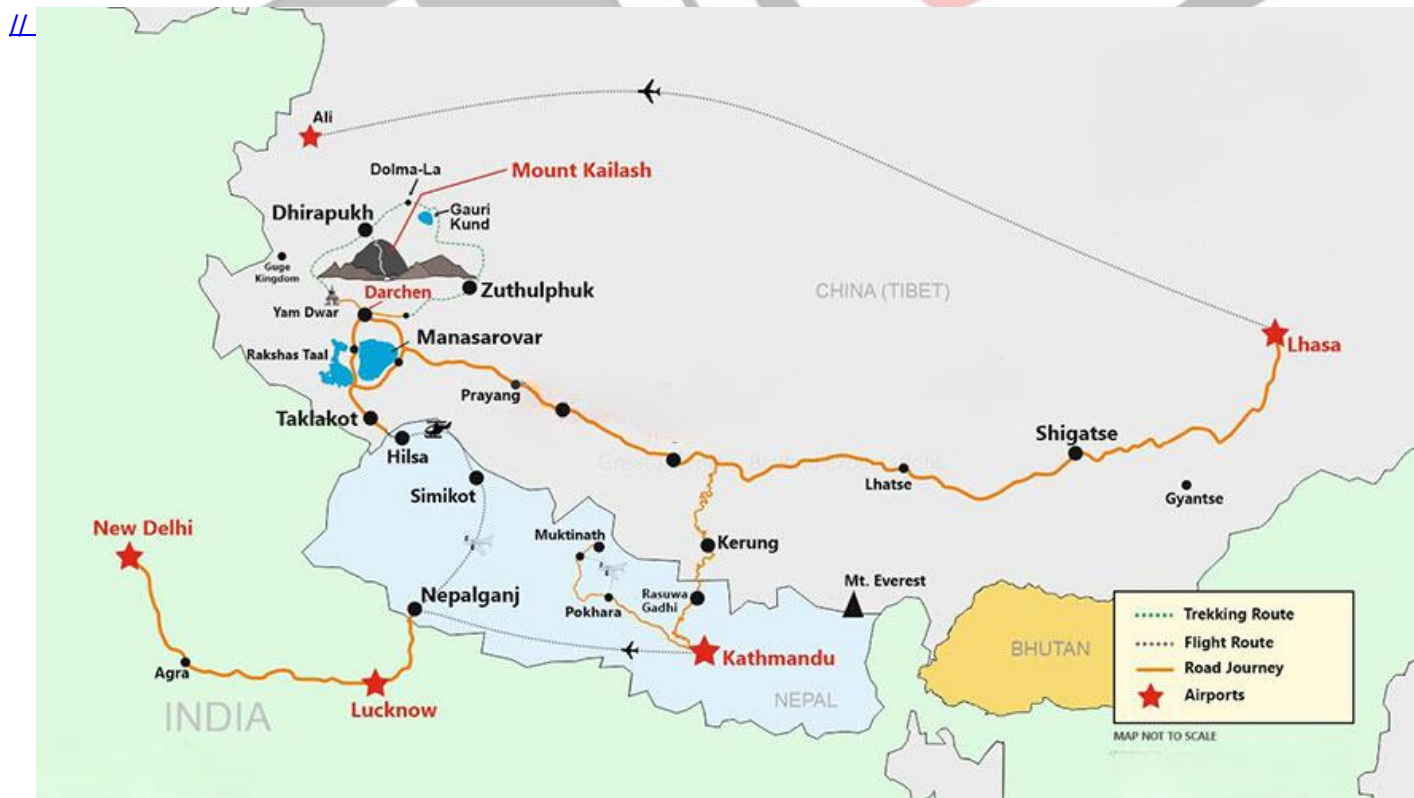 //
Ali
Dolma-La
Mount Kailash
Dhirapukh
Gauri
Kund
Guge
Kingdom
Darchen
Zuthulphuk
CHINA (TIBET)
Yam Dwar
Manasarovar
Lhasa
Rakshas Taal
Prayang
Taklakot
Shigatse
Hilsa
Lhatse
Simikot
Gyantse
New Delhi
Muktinath
Kerung
Mt. Everest
Nepalganj
Rasuwa
Gadhi
Pokhara
Trekking Route
Flight Route
Road Journey
Airports
BHUTAN
Kathmandu
Agra
NEPAL
Lucknow
INDIA
MAP NOT TO SCALE